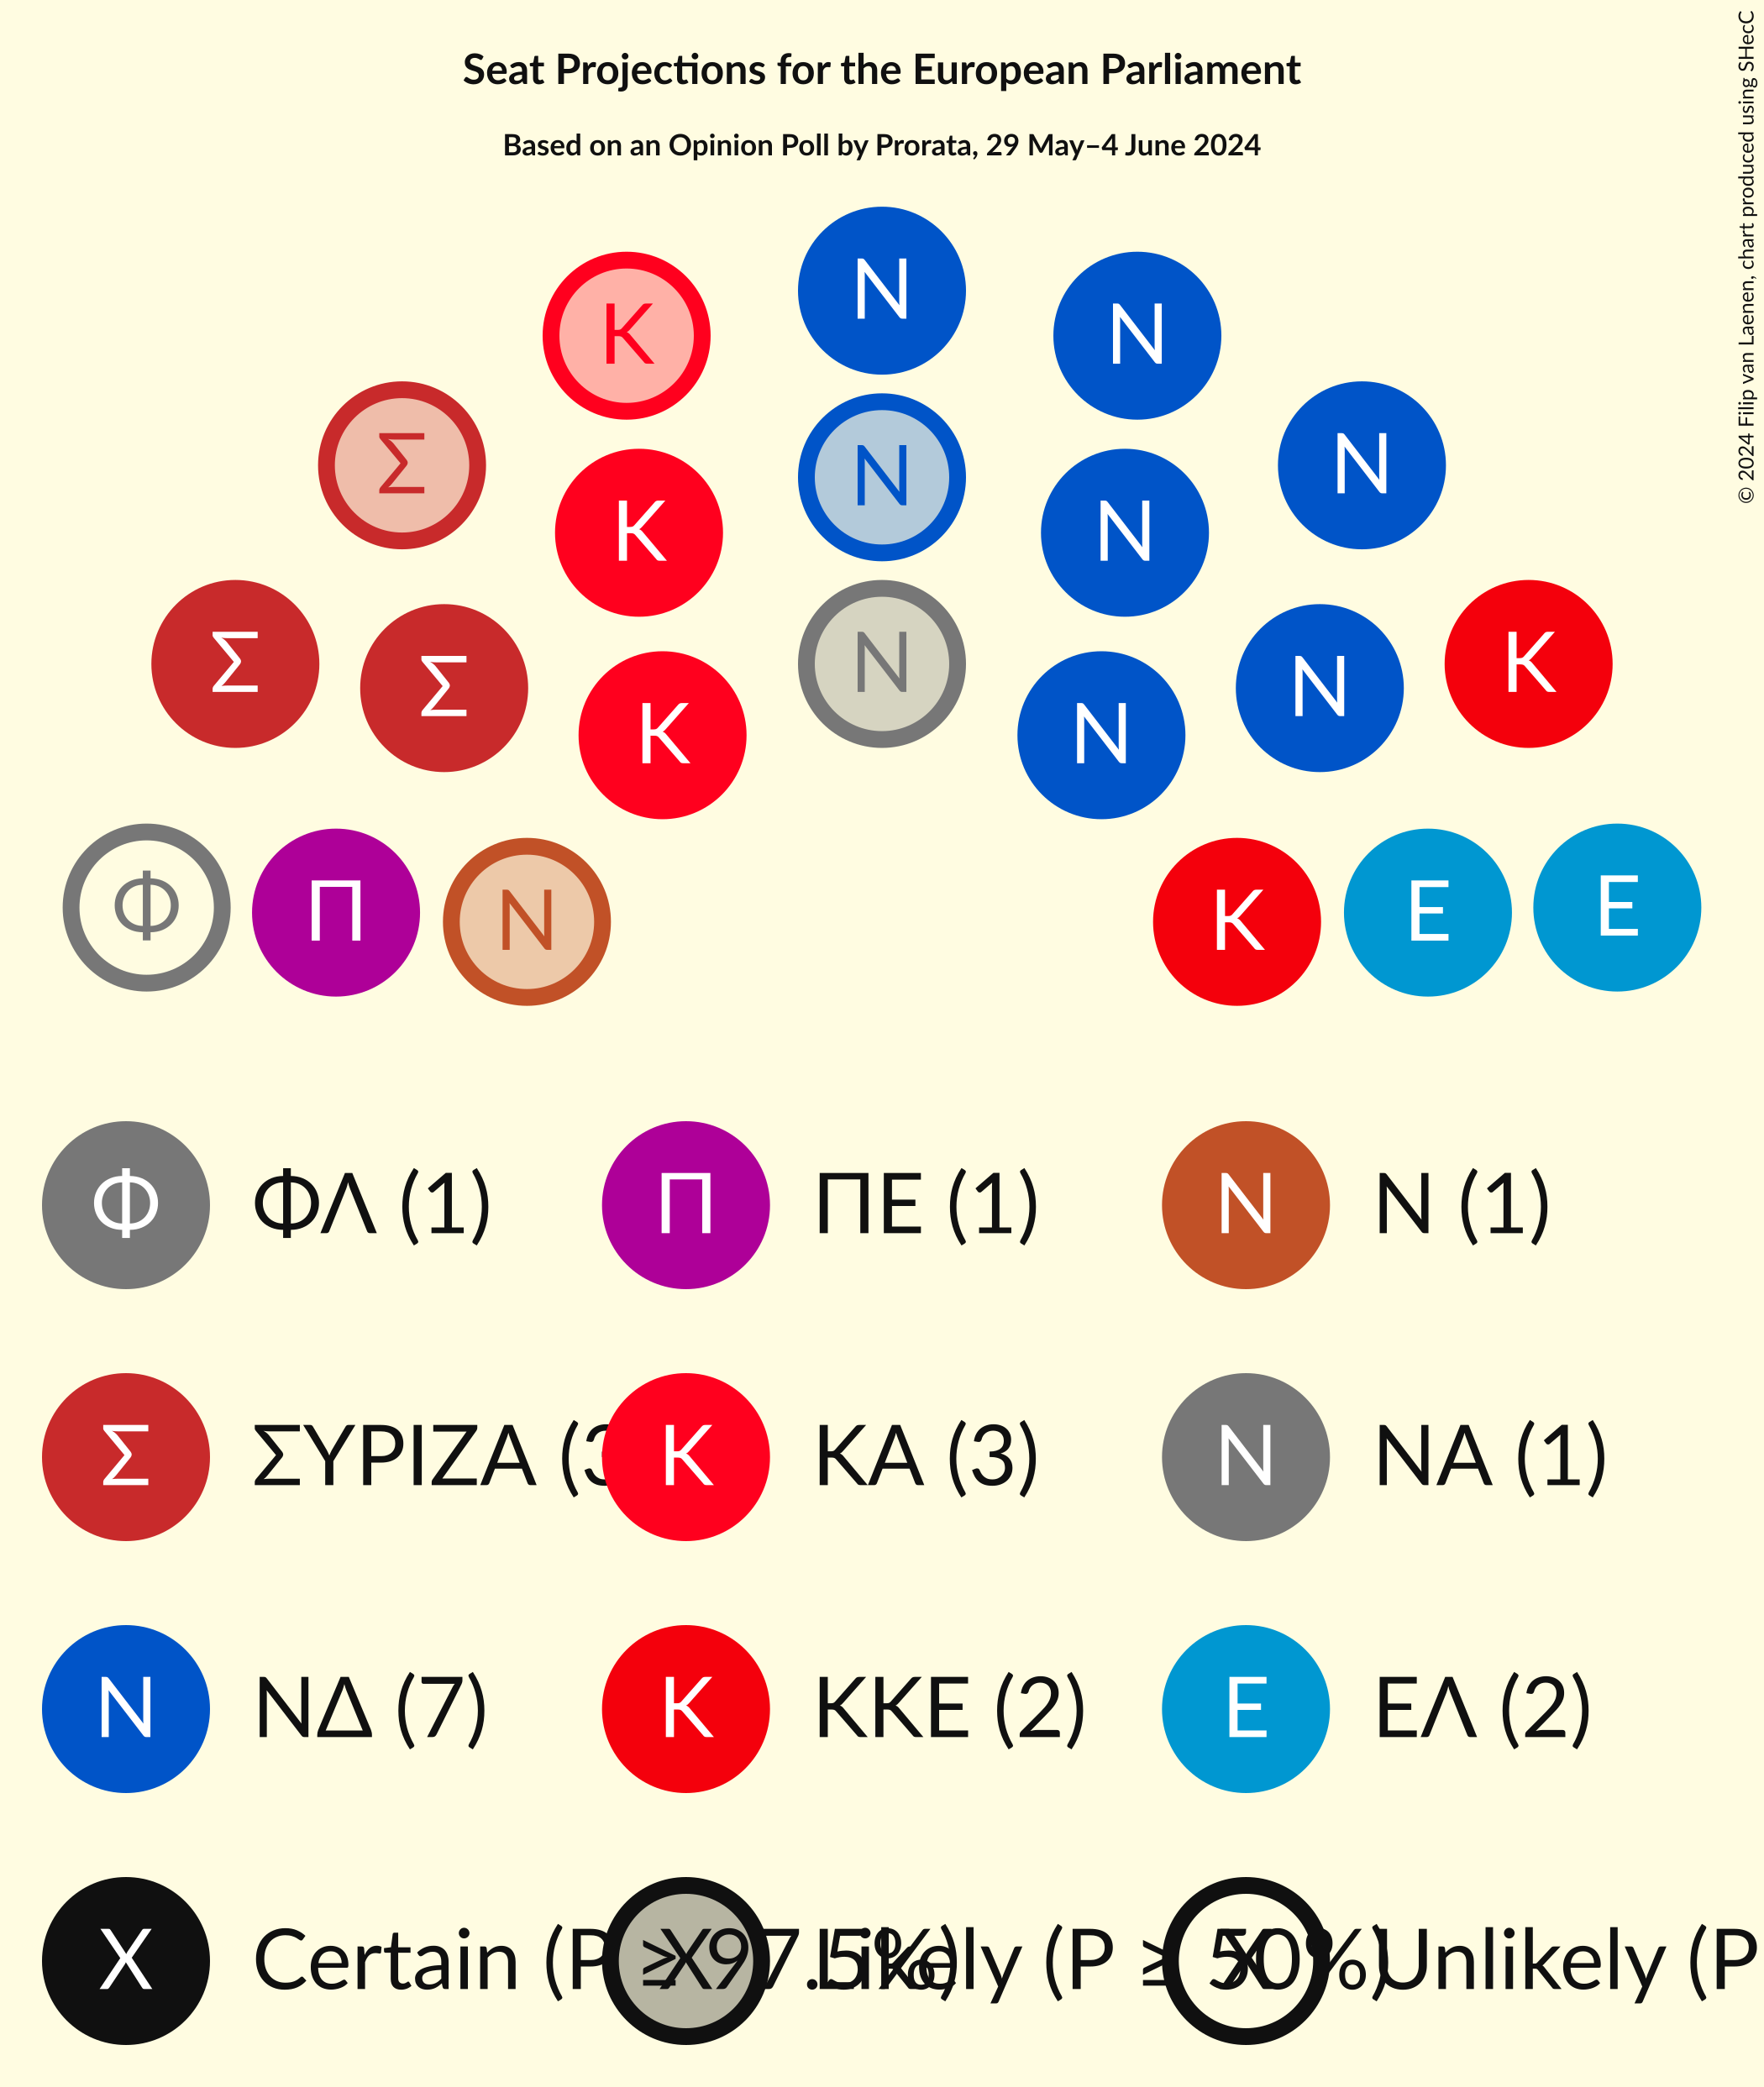 Seat Projections for the European Parliament
Based on an Opinion Poll by Prorata, 29 May–4 June 2024
© 2024 Filip van Laenen, chart produced using SHecC
Ν
Κ Ν
Σ Ν Ν
Κ Ν
Σ Ν Κ
Σ Ν
Κ Ν
Φ Π Ν Κ Ε Ε
Φ ΦΛ (1) Π ΠΕ (1) Ν Ν (1)
Σ ΣΥΡΙΖΑ (3 Κ ΚΑ (3) Ν ΝΑ (1)
Ν ΝΔ (7) Κ ΚΚΕ (2) Ε ΕΛ (2)
X Certain (P ≥ 97.5%) X Likely (P ≥ 50%) X Unlikely (P